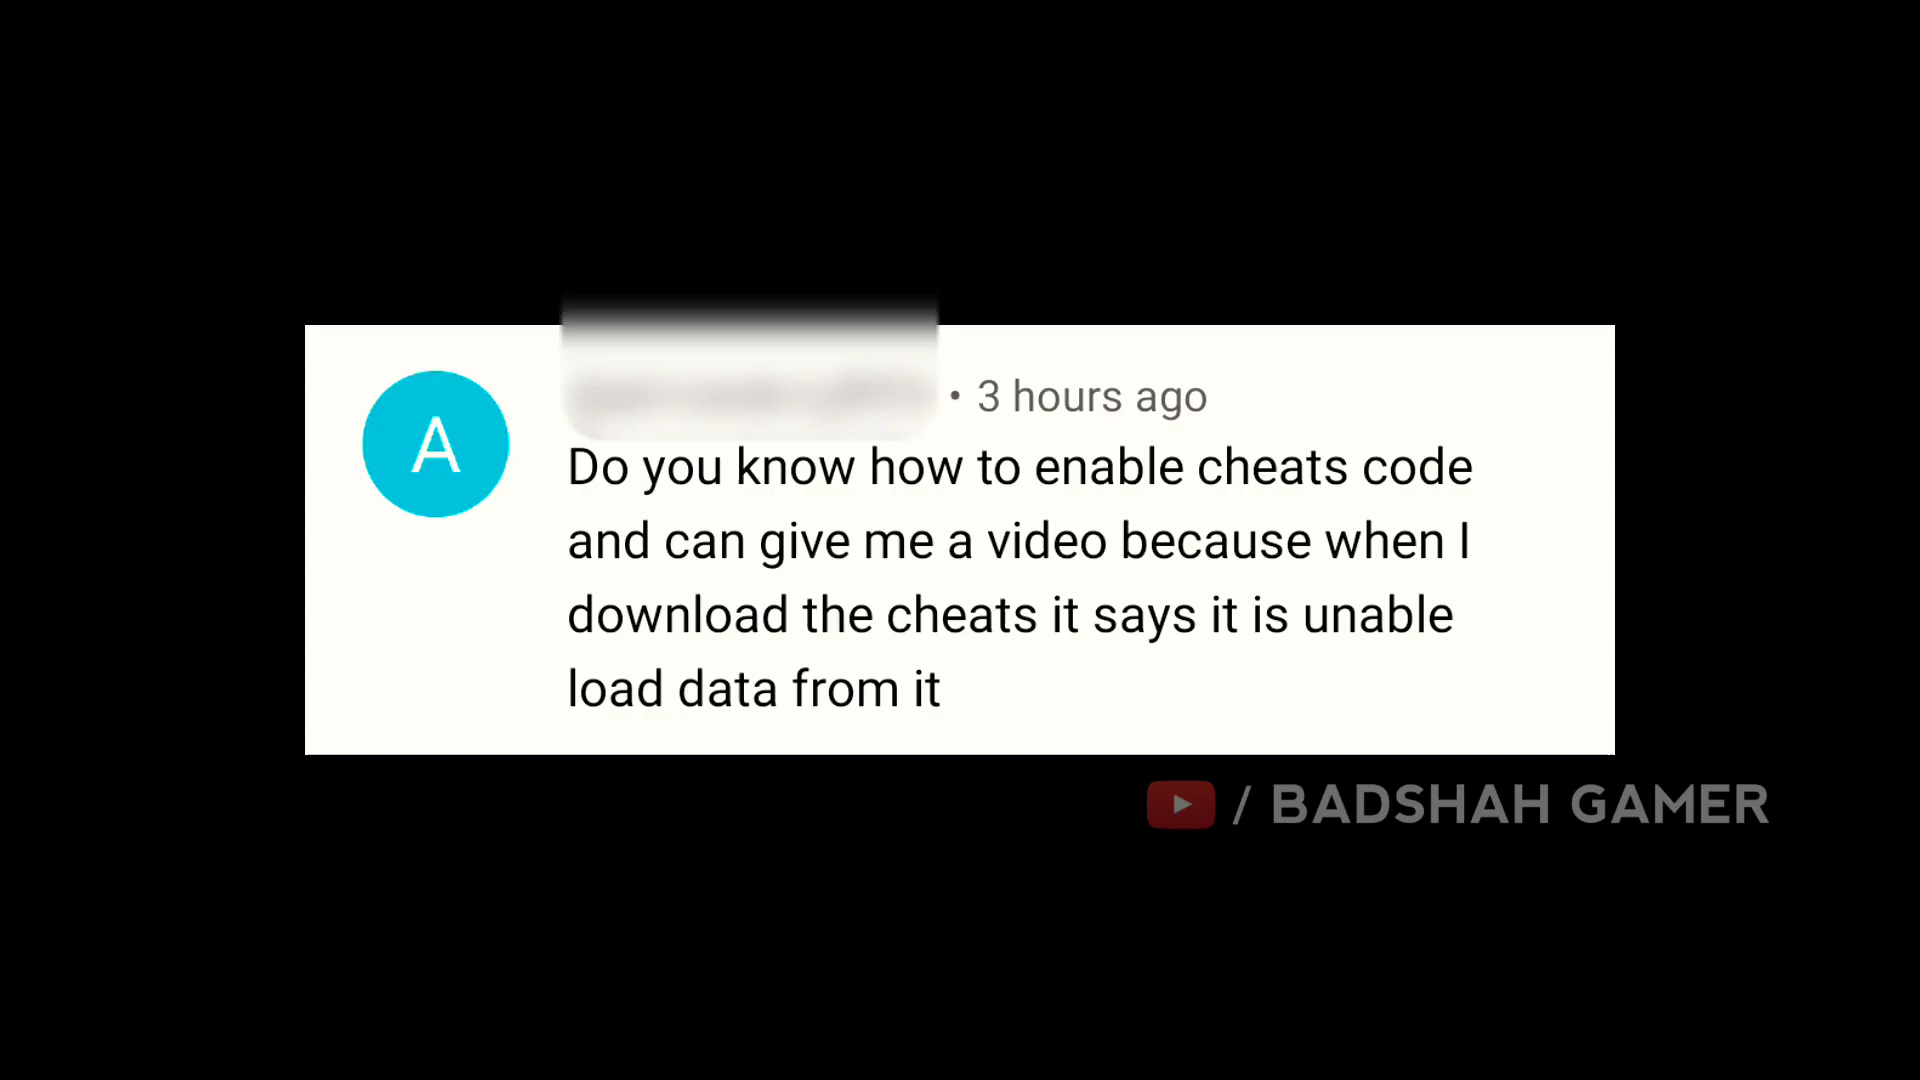 • 3 hours ago
A
Do you know how to enable cheats code
and can give me a video because when I
download the cheats it says it is unable
load data from it
/ BADSHAH GAMER